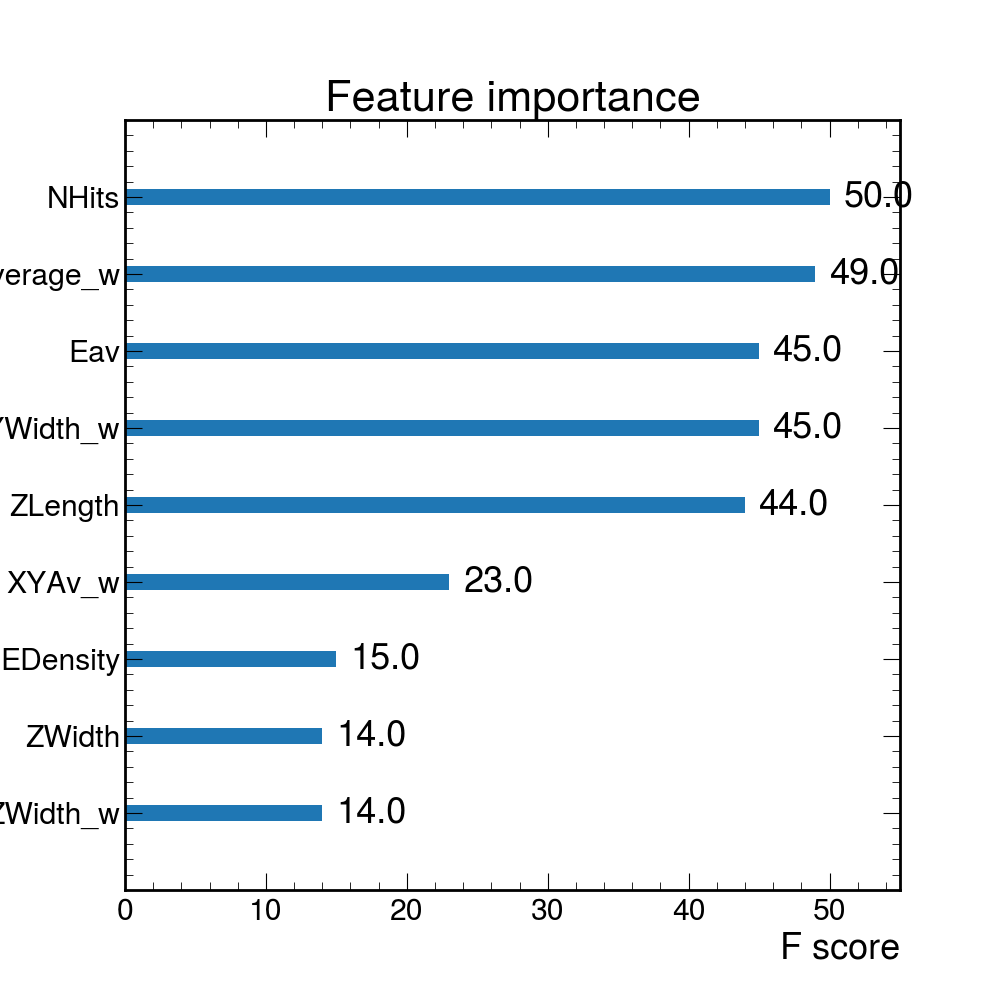 Feature importance
NHits 50.0
verage_w 49.0
Eav 45.0
YWidth_w 45.0
ZLength 44.0
XYAv_w 23.0
EDensity 15.0
ZWidth 14.0
ZWidth_w 14.0
0 10 20 30 40 50
F score